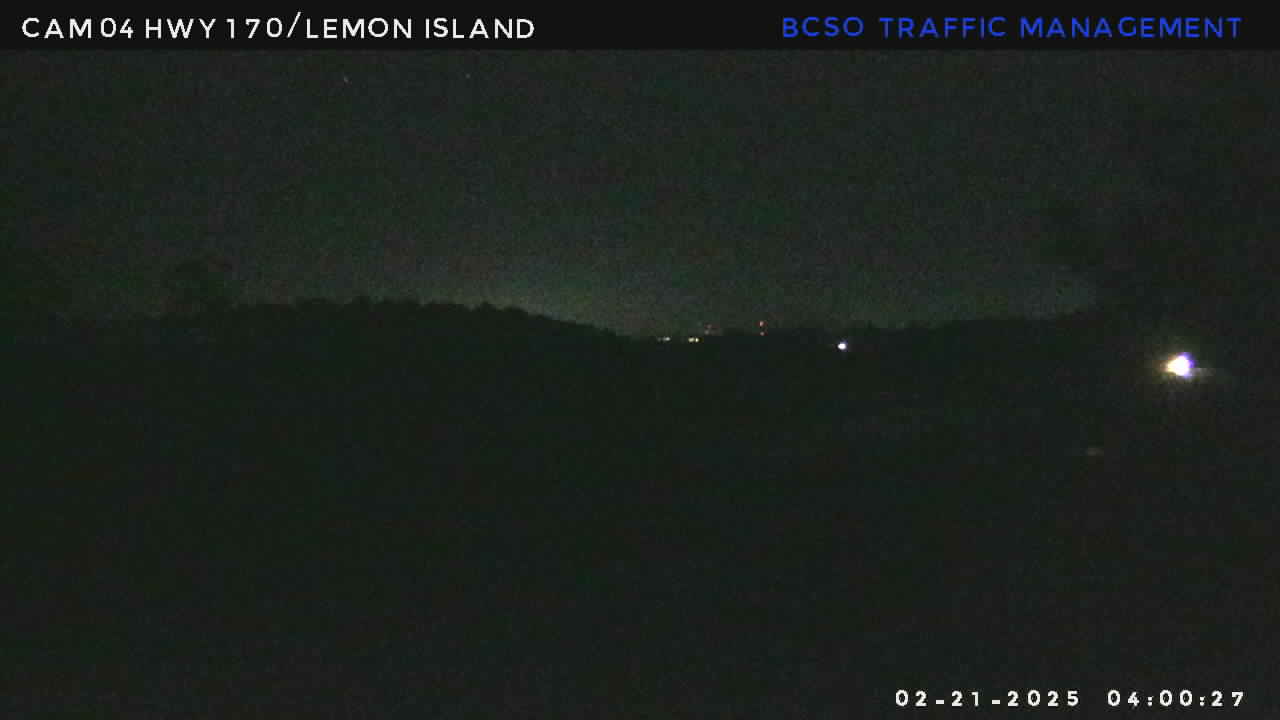 CAM04 HWY 170/LEMON ISLAND
BCSO TRAFFIC MANAGEMENT
02-21-2025 04:00:27